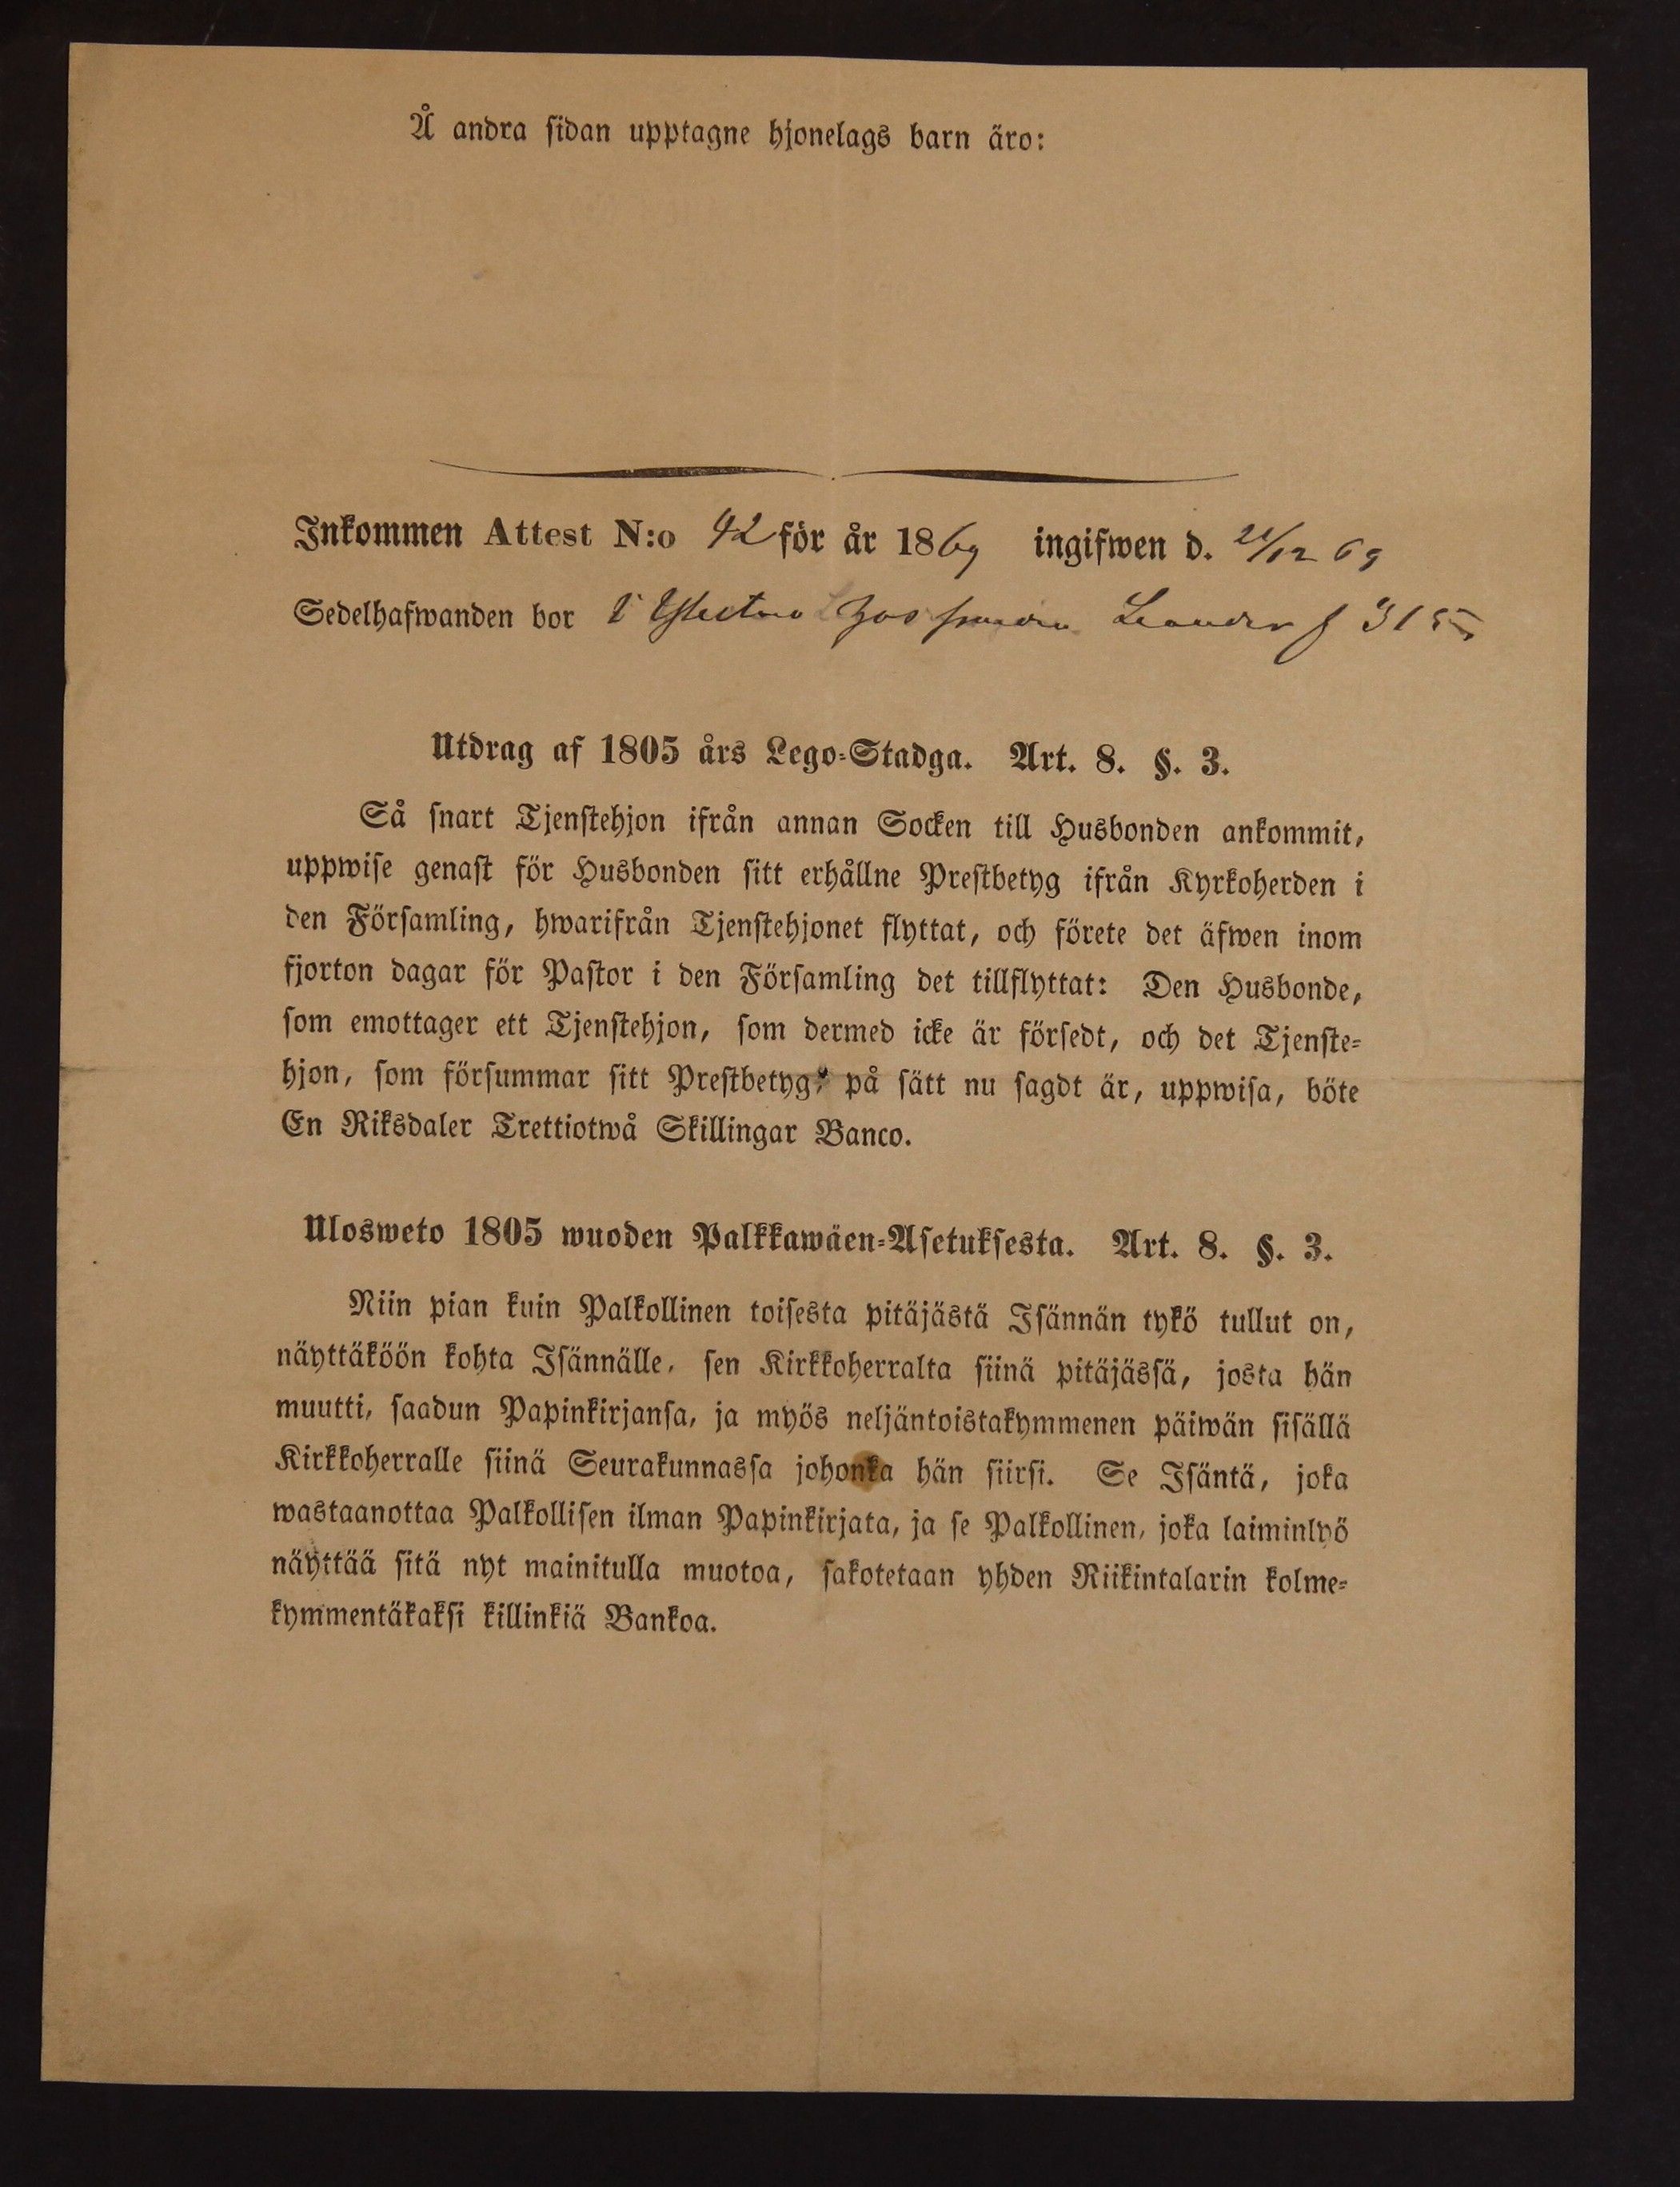 Å andra sidan upptagne hjonelags barn äro:
Inkommen Attest N:o 42 för år 1869 ingifwen d. 21/12 69
Sedelhafwanden bor Leander
Utdrag af 1805 års Lego-Stadga. Art. 8. §. 3.
Så snart Tjenstehjon ifrån annan Socken till Husbonden ankommit,
uppwise genast för Husbonden sitt erhållne Prestbetyg ifrån Kyrkoherden i
den Församling, hwarifrån Tjenstehjonet flyttat, och förete det äfwen inom
fjorton dagar för Pastor i den Församling det tillflyttat: Den Husbonde,
som emottager ett Tjenstehjon, som dermed icke är försedt, och det Tjenste-
hjon, som försummar sitt Prestbetyg, på sätt nu sagdt är, uppwisa, böte
En Riksdaler Trettiotwå Skillingar Banco.
Ulosweto 1805 wuoden Palkkawäen-Asetuksesta. Art. 8. §. 3.
Niin pian kuin Palkollinen toisesta pitäjästä Isännän tykö tullut on,
näyttäköön kohta Isännälle, sen Kirkkoherralta siinä pitäjässä, josta hän
muutti, saadun Papinkirjansa, ja myös neljäntoistakymmenen päiwän sisällä
Kirkkoherralle siinä Seurakunnassa johonka hän siirsi. Se Isäntä, joka
wastaanottaa Palkollisen ilman Papinkirjata, ja se Palkollinen, joka laiminlyö
näyttää sitä nyt mainitulla muotoa, sakotetaan yhden Riikintalarin kolme-
kymmentäkaksi killinkiä Bankoa.